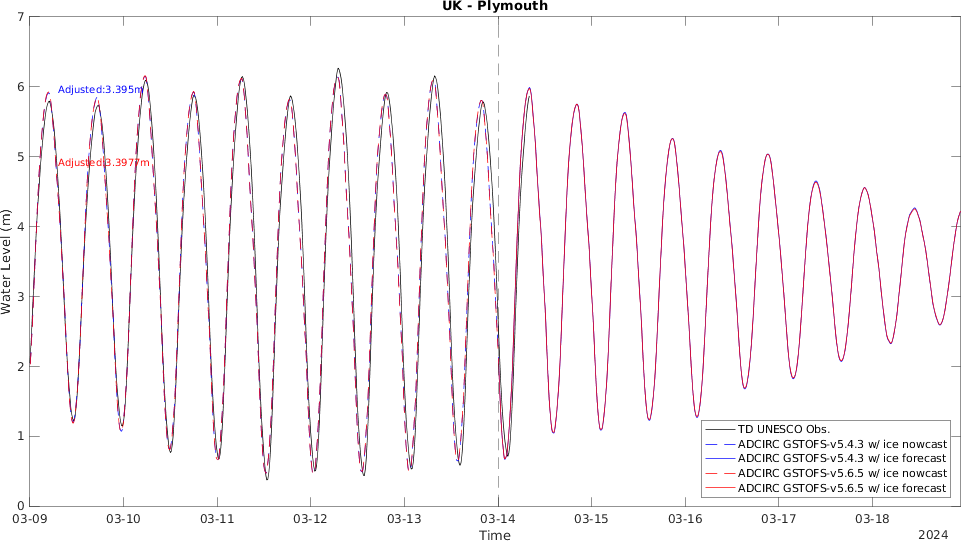 UK - Plymouth
7
6
5
4
3
2
1
0
Water Level (m)
Adjusted:3.395m
Adjusted:3.3977m
TD UNESCO Obs.
ADCIRC GSTOFS-v5.4.3 w/ ice nowcast
ADCIRC GSTOFS-v5.4.3 w/ ice forecast
ADCIRC GSTOFS-v5.6.5 w/ ice nowcast
ADCIRC GSTOFS-v5.6.5 w/ ice forecast
03-09 03-10 03-11 03-12 03-13 03-14 03-15 03-16 03-17 03-18
Time
2024